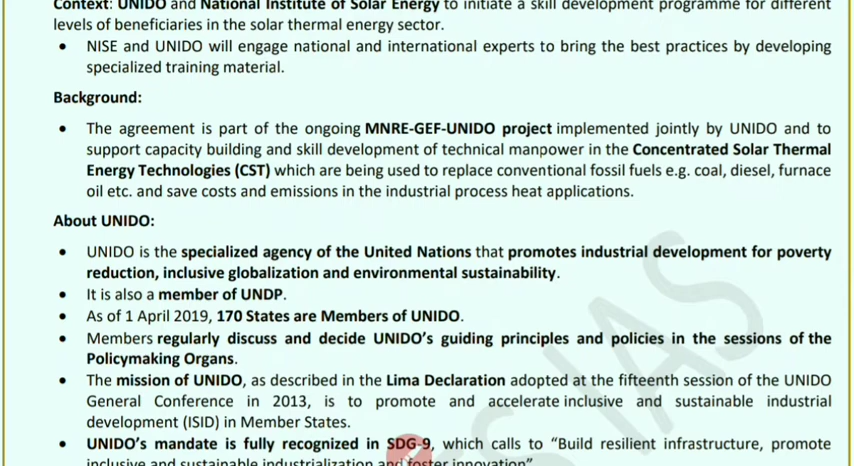 Context: UNIDO and National Institute of Solar Energy to initiate a skill development programme for different
levels of beneficiaries in the solar thermal energy sector.
• NISE and UNIDO will engage national and international experts to bring the best practices by developing
specialized training material.
Background:
• The agreement is part of the ongoing MNRE-GEF-UNIDO project implemented jointly by UNIDO and to
support capacity building and skill development of technical manpower in the Concentrated Solar Thermal
Energy Technologies (CST) which are being used to replace conventional fossil fuels e.g. coal, diesel, furnace
oil etc. and save costs and emissions in the industrial process heat applications.
About UNIDO:
• UNIDO is the specialized agency of the United Nations that promotes industrial development for poverty
reduction, inclusive globalization and environmental sustainability.
• It is also a member of UNDP.
• As of 1 April 2019, 170 States are Members of UNIDO.
• Members regularly discuss and decide UNIDO's guiding principles and policies in the sessions of the
Policymaking Organs.
• The mission of UNIDO, as described in the Lima Declaration adopted at the fifteenth session of the UNIDO
General Conference in 2013, is to promote and accelerate inclusive and sustainable industrial
development (ISID) in Member States.
• UNIDO's mandate is fully recognized in SDG-9, which calls to "Build resilient infrastructure, promote
inclusive and sustainable industrialization and foster innovation"
IAS